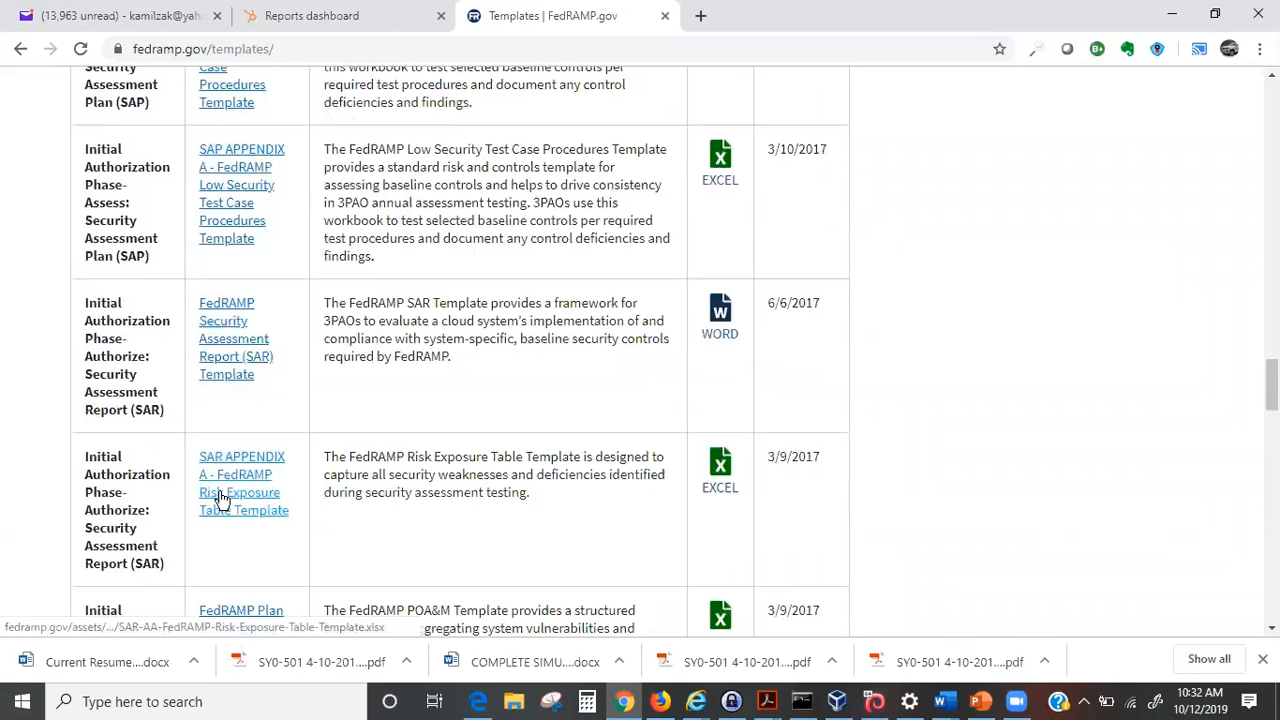 (13,963 unread) - kamilzak@yaho
Reports dashboard
Templates | FedRAMP.gov
fedramp.gov/templates/
Security
Assessment
Plan (SAP)
Case
Procedures
Template
this workbook to test selected baseline controls per
required test procedures and document any control
deficiencies and findings.
Initial
Authorization
Phase-
Assess:
Security
Assessment
Plan (SAP)
SAP APPENDIX
A - FedRAMP
Low Security
Test Case
Procedures
Template
The FedRAMP Low Security Test Case Procedures Template
provides a standard risk and controls template for
assessing baseline controls and helps to drive consistency
in 3PAO annual assessment testing. 3PAOs use this
workbook to test selected baseline controls per required
test procedures and document any control deficiencies and
findings.
EXCEL
3/10/2017
Initial
Authorization
Phase-
Authorize:
Security
Assessment
Report (SAR)
FedRAMP
Security
Assessment
Report (SAR)
Template
The FedRAMP SAR Template provides a framework for
3PAOs to evaluate a cloud system's implementation of and
compliance with system-specific, baseline security controls
required by FedRAMP.
WORD
6/6/2017
Initial
Authorization
Phase-
Authorize:
Security
Assessment
Report (SAR)
SAR APPENDIX
A - FedRAMP
Risk Exposure
Table Template
The FedRAMP Risk Exposure Table Template is designed to
capture all security weaknesses and deficiencies identified
during security assessment testing.
EXCEL
3/9/2017
Initial
FedRAMP Plan
The FedRAMP POA&M Template provides a structured
gregating system vulnerabilities and
3/9/2017
fedramp.gov/assets/.../SAR-AA-FedRAMP-Risk-Exposure-Table-Template.xlsx
Current Resume....docx
SY0-501 4-10-201....pdf
COMPLETE SIMU....docx
SY0-501 4-10-201....pdf
SY0-501 4-10-201....pdf
Show all
Type here to search
10:32 AM
10/12/2019